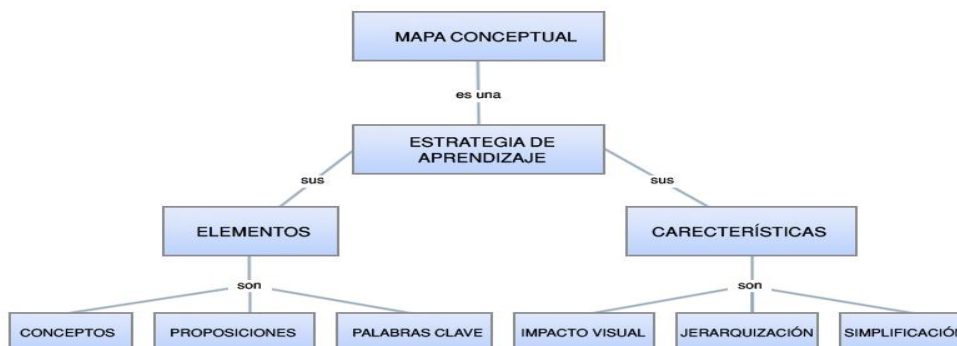 MAPA CONCEPTUAL
es una
ESTRATEGIA DE
APRENDIZAJE
sus
sus
ELEMENTOS
CARECTERÍSTICAS
son
son
CONCEPTOS
PROPOSICIONES
PALABRAS CLAVE
IMPACTO VISUAL
JERARQUIZACIÓN
SIMPLIFICACIÓN